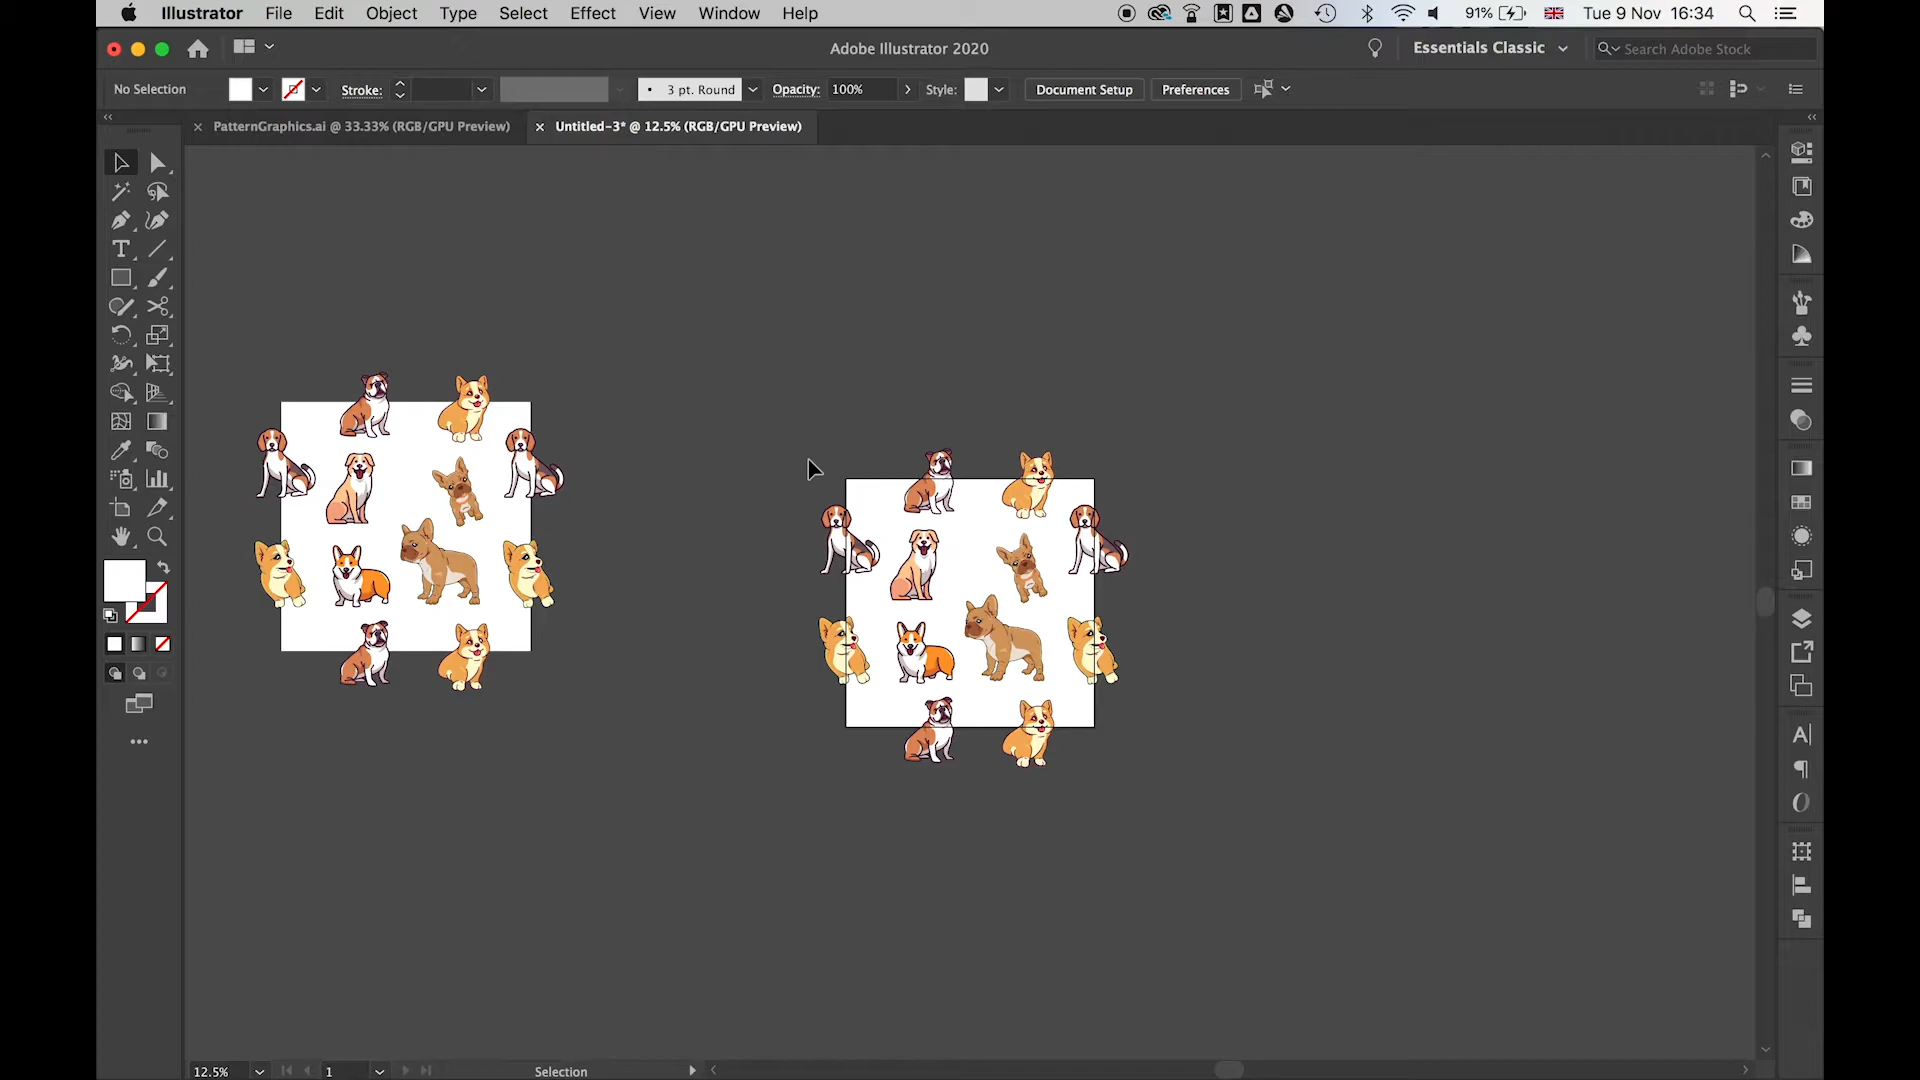 Illustrator File Edit Object Type Select Effect View Window Help 91% Tue 9 Nov 16:34
Adobe Illustrator 2020 Essentials Classic Search Adobe Stock
No Selection Stroke: 3 pt. Round Opacity: 100% Style: Document Setup Preferences
PatternGraphics.ai @ 33.33% (RGB/GPU Preview) Untitled-3* @ 12.5% (RGB/GPU Preview)
12.5% 1 Selection